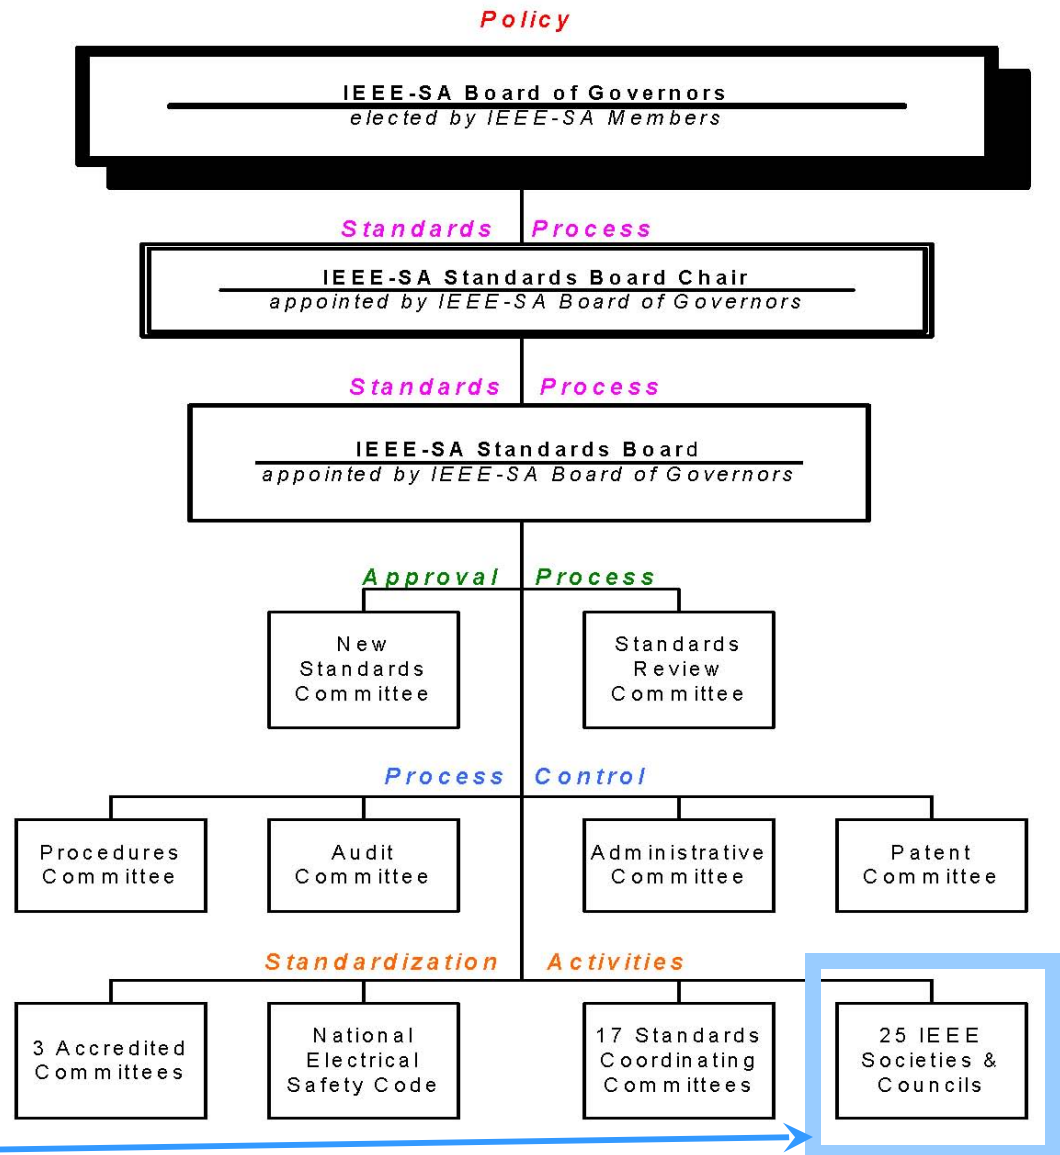 Policy
IEEE-SA Board of Governors
elected by IEEE-SA Members
Standards Process
IEEE-SA Standards Board Chair
appointed by IEEE-SA Board of Governors
Standards Process
IEEE-SA Standards Board
appointed by IEEE-SA Board of Governors
Approval Process
New
Standards
Committee
Standards
Review
Committee
Process Control
Procedures
Committee
Audit
Committee
Administrative
Committee
Patent
Committee
Standardization Activities
3 Accredited
Committees
National
Electrical
Safety Code
17 Standards
Coordinating
Committees
25 IEEE
Societies &
Councils